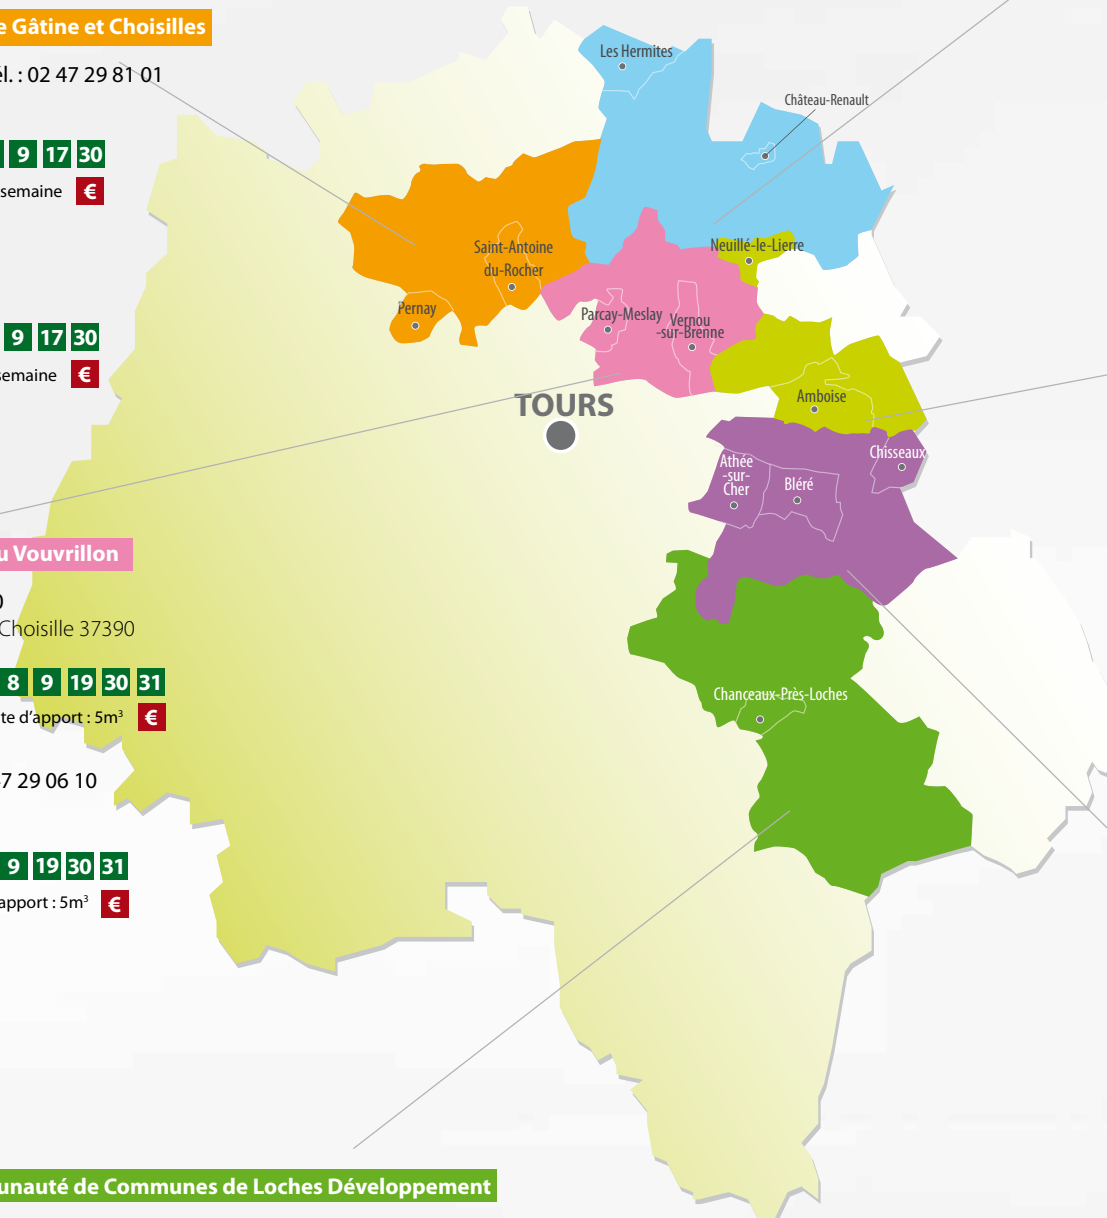 e Gâtine et Choisilles
él. : 02 47 29 81 01
9 17 30
semaine €
9 17 30
semaine €
u Vouvrillon
0
Choisille 37390
8 9 19 30 31
te d'apport : 5m³ €
7 29 06 10
9 19 30 31
apport : 5m³ €
unauté de Communes de Loches Développement
Les Hermites
Château-Renault
Saint-Antoine
du-Rocher
Neuillé-le-Lierre
Pernay
Parcay-Meslay
Vernou
-sur-Brenne
TOURS
Amboise
Chisseaux
Athée
-sur-
Cher
Bléré
Chanceaux-Près-Loches